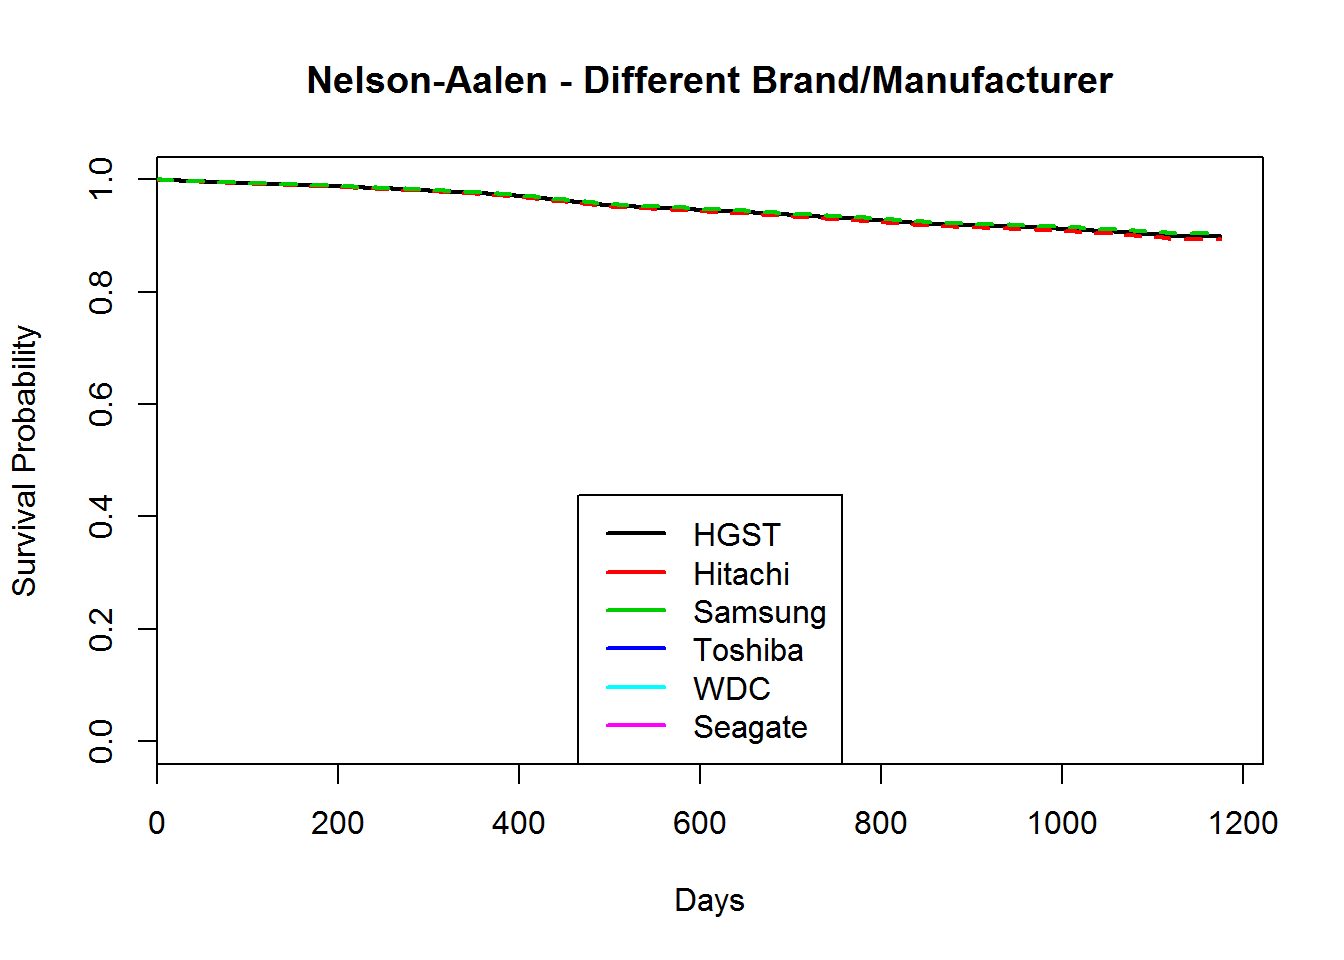 Nelson-Aalen - Different Brand/Manufacturer
Survival Probability
1.0
0.8
0.6
0.4
0.2
0.0
HGST
Hitachi
Samsung
Toshiba
WDC
Seagate
0 200 400 600 800 1000 1200
Days